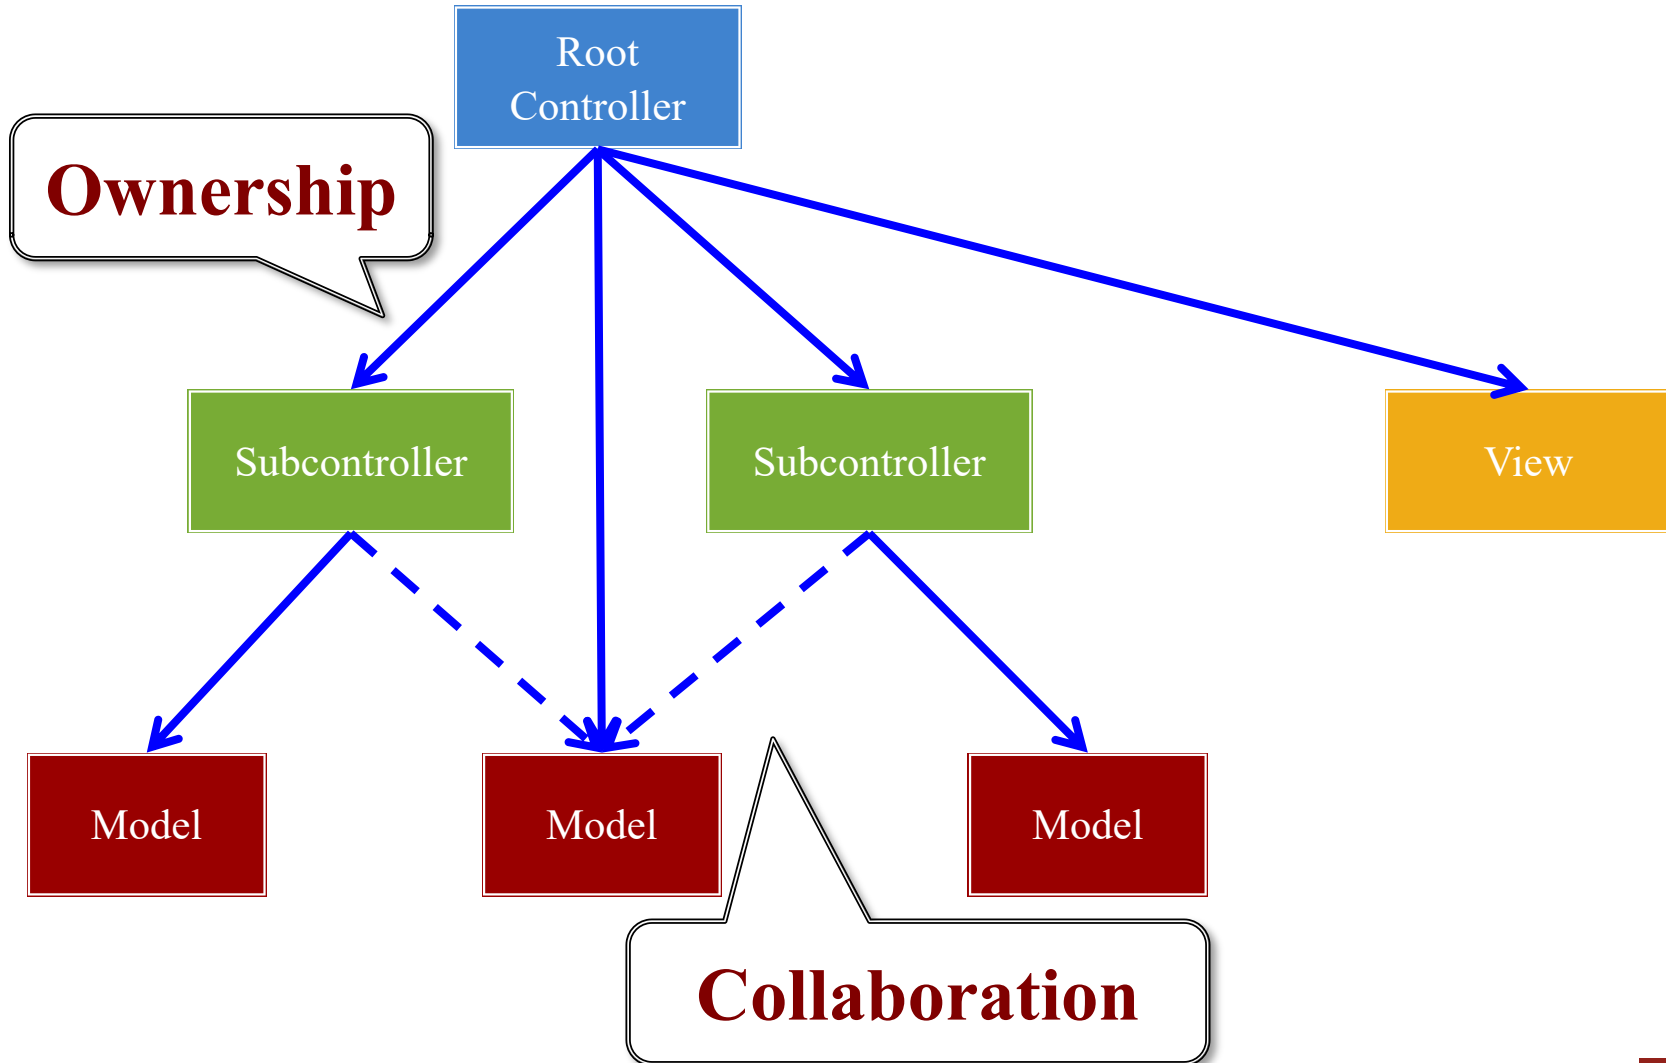 Root
Controller
Ownership
Subcontroller
Subcontroller
View
Model
Model
Model
Collaboration